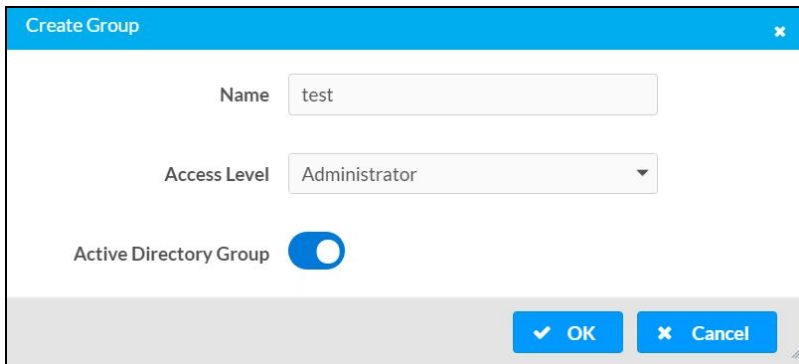 Create Group
Name test
Access Level Administrator
Active Directory Group
OK Cancel